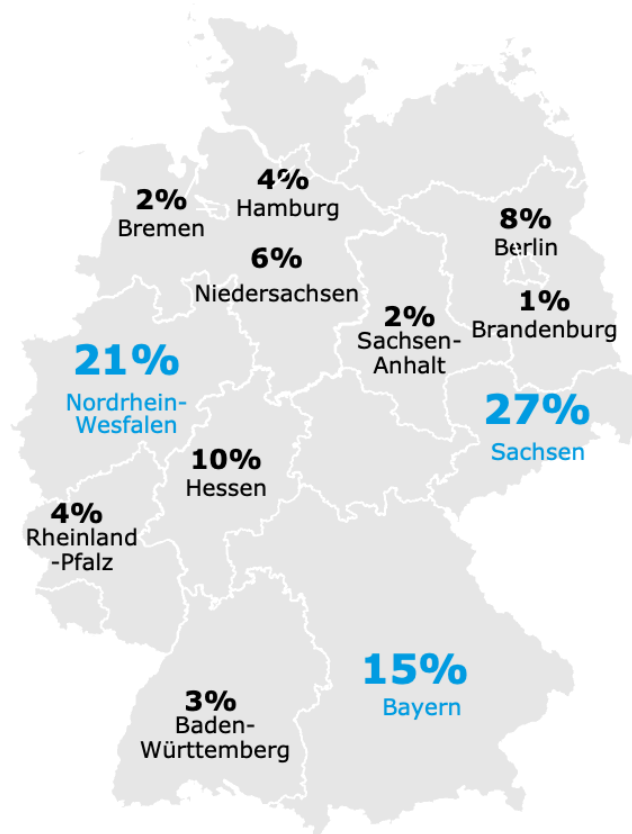 4%
Hamburg
2%
Bremen
8%
Berlin
6%
Niedersachsen
1%
Brandenburg
2%
Sachsen-
Anhalt
21%
Nordrhein-
Wesfalen
27%
Sachsen
10%
Hessen
4%
Rheinland
-Pfalz
15%
Bayern
3%
Baden-
Württemberg